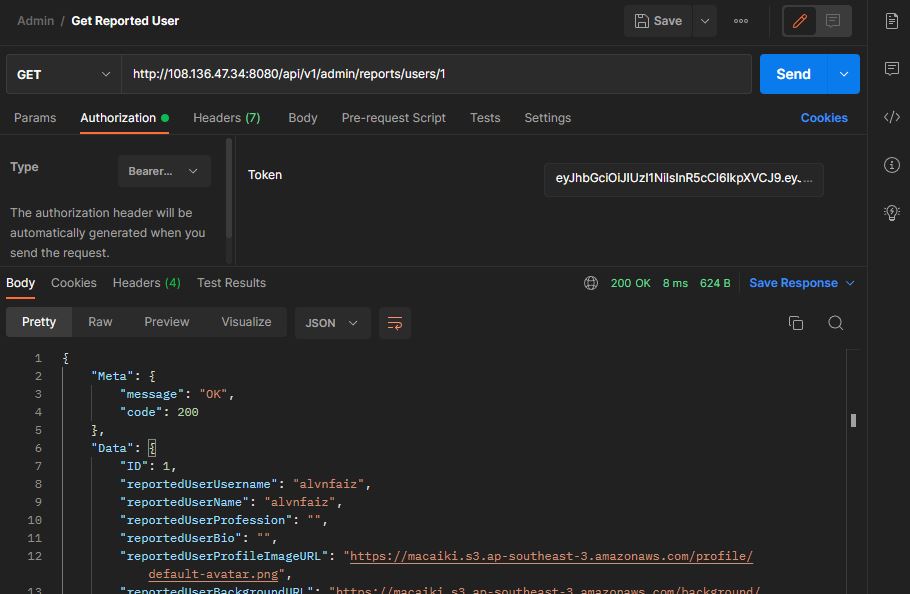 Admin / Get Reported User
Save
GET
http://108.136.47.34:8080/api/v1/admin/reports/users/1
Send
Params Authorization Headers (7) Body Pre-request Script Tests Settings Cookies
Type Bearer... Token eyJhbGciOiJIUzI1NiIsInR5cCI6IkpXVCJ9.eyJ...
The authorization header will be
automatically generated when you
send the request.
Body Cookies Headers (4) Test Results 200 OK 8 ms 624 B Save Response
Pretty Raw Preview Visualize JSON
1 {
2 "Meta": {
3 "message": "OK",
4 "code": 200
5 },
6 "Data": {
7 "ID": 1,
8 "reportedUserUsername": "alvnfaiz",
9 "reportedUserName": "alvnfaiz",
10 "reportedUserProfession": "",
11 "reportedUserBio": "",
12 "reportedUserProfileImageURL": "https://macaiki.s3.ap-southeast-3.amazonaws.com/profile/
default-avatar.png",
13 "reportedUserBackgroundURL": "https://macaiki.s3.ap-southeast-3.amazonaws.com/background/